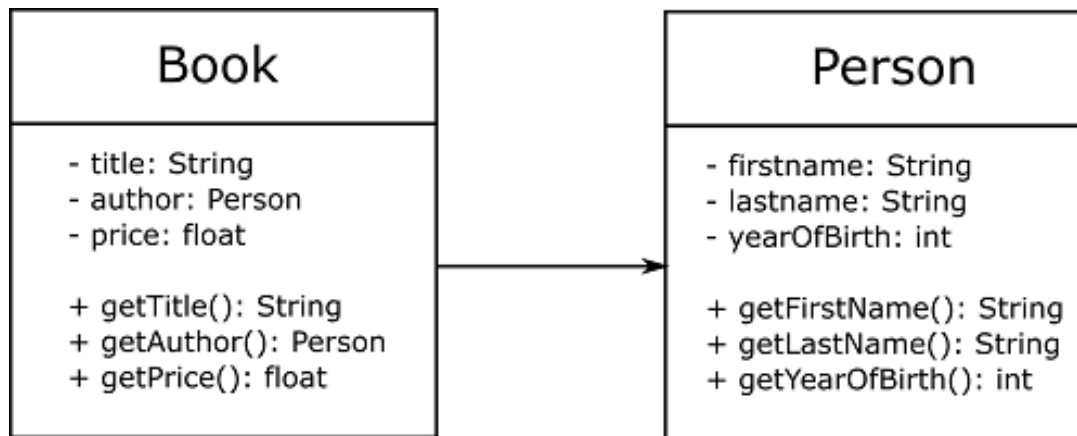 Book
- title: String
- author: Person
- price: float
+ getTitle(): String
+ getAuthor(): Person
+ getPrice(): float
Person
- firstname: String
- lastname: String
- yearOfBirth: int
+ getFirstName(): String
+ getLastName(): String
+ getYearOfBirth(): int